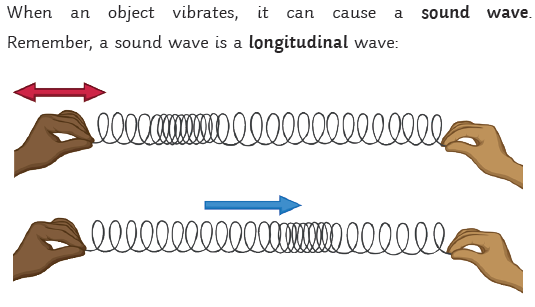 When an object vibrates, it can cause a sound wave.
Remember, a sound wave is a longitudinal wave: